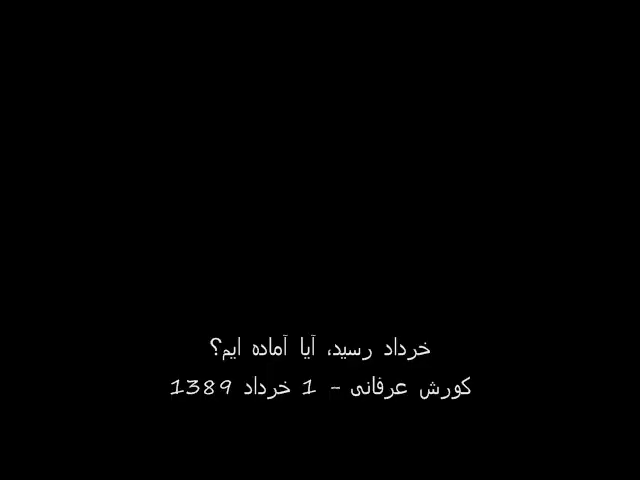 خرداد رسید، آیا آماده ایم؟
کورش عرفانی - 1 خرداد 1389